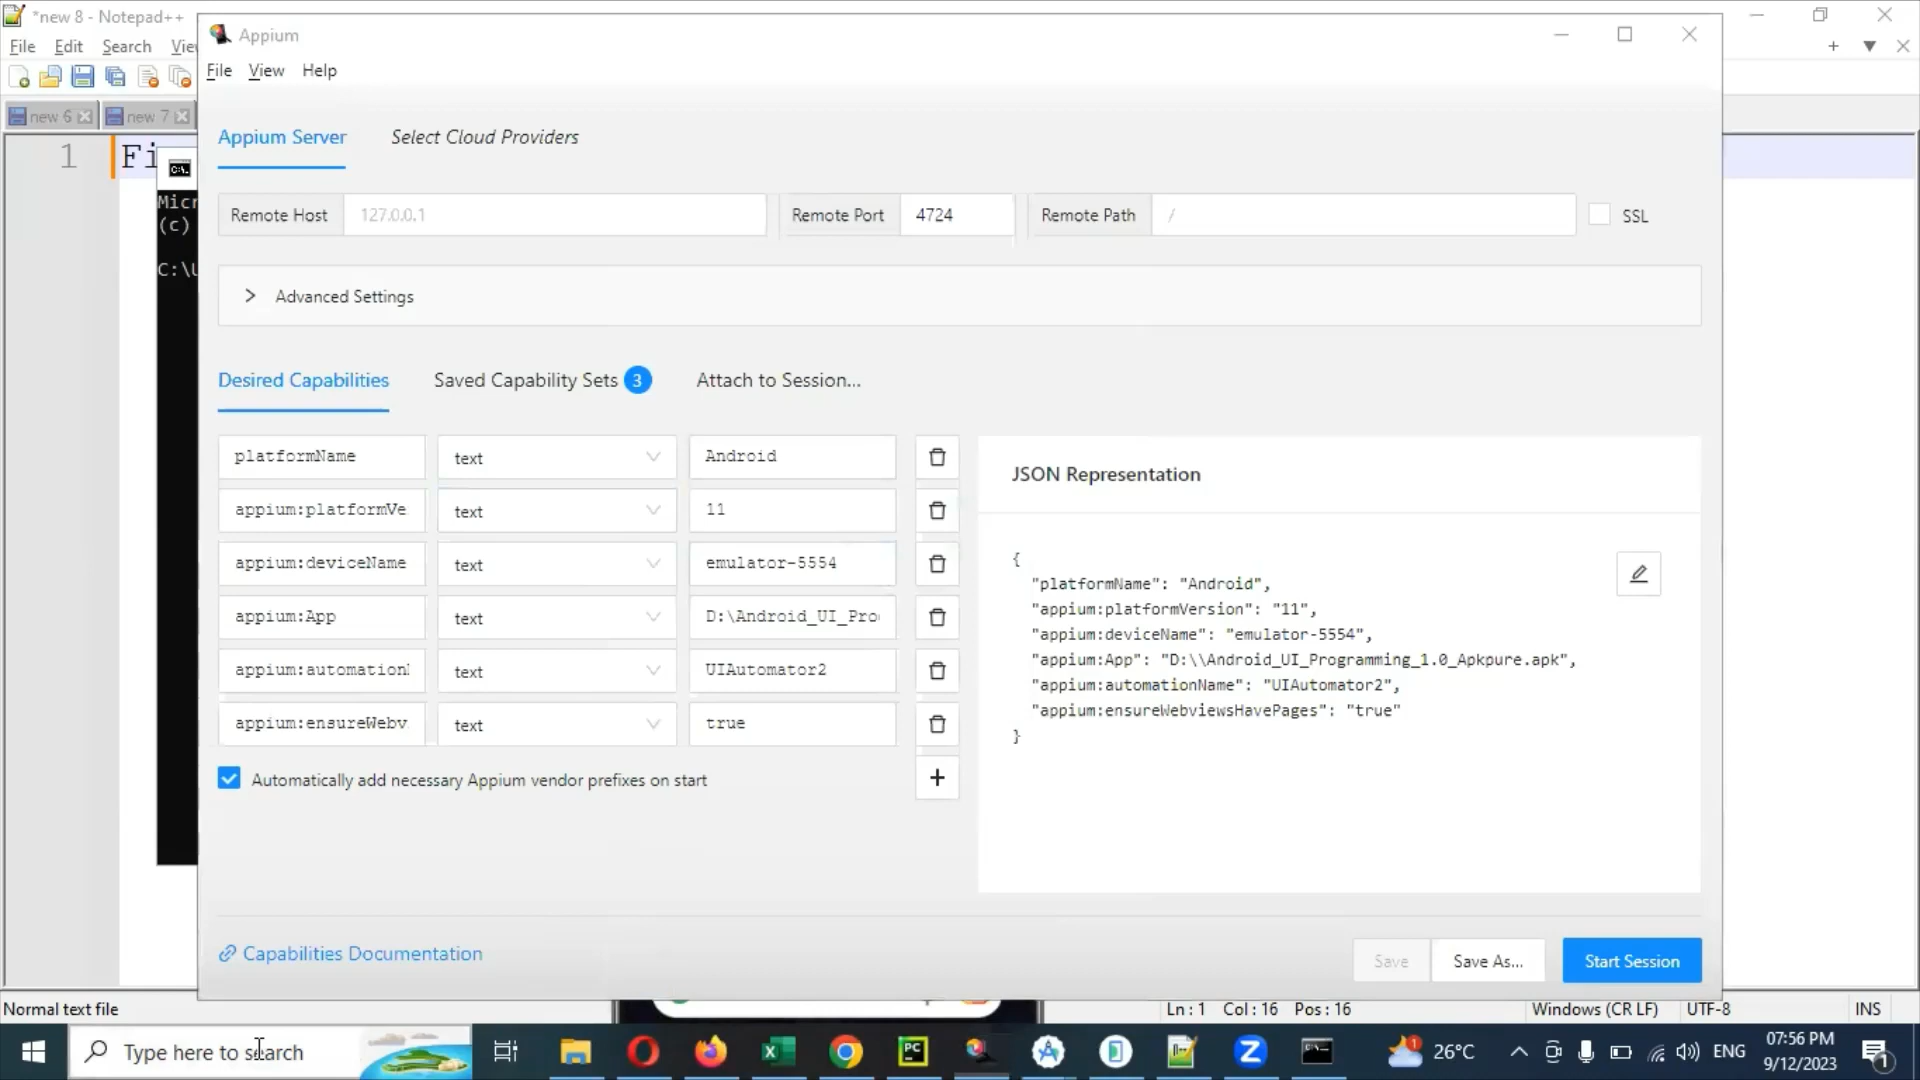 *new 8 - Notepad++
File Edit Search
new 6 new 7
1 Fi
Micr
(c)
C:\U
Appium
File View Help
Appium Server Select Cloud Providers
Remote Host 127.0.0.1 Remote Port 4724 Remote Path / SSL
Advanced Settings
Desired Capabilities Saved Capability Sets 3 Attach to Session...
platformName text Android
appium:platformVe text 11
appium:deviceName text emulator-5554
appium:App text D:\Android_UI_Pro
appium:automation text UIAutomator2
appium:ensureWebv text true
Automatically add necessary Appium vendor prefixes on start
+
JSON Representation
{
"platformName": "Android",
"appium:platformVersion": "11",
"appium:deviceName": "emulator-5554",
"appium:App": "D:\\Android_UI_Programming_1.0_Apkpure.apk",
"appium:automationName": "UIAutomator2",
"appium:ensureWebviewsHavePages": "true"
}
Capabilities Documentation
Save Save As... Start Session
Normal text file Ln : 1 Col : 16 Pos : 16 Windows (CR LF) UTF-8 INS
Type here to search
26°C ENG 07:56 PM
9/12/2023 1